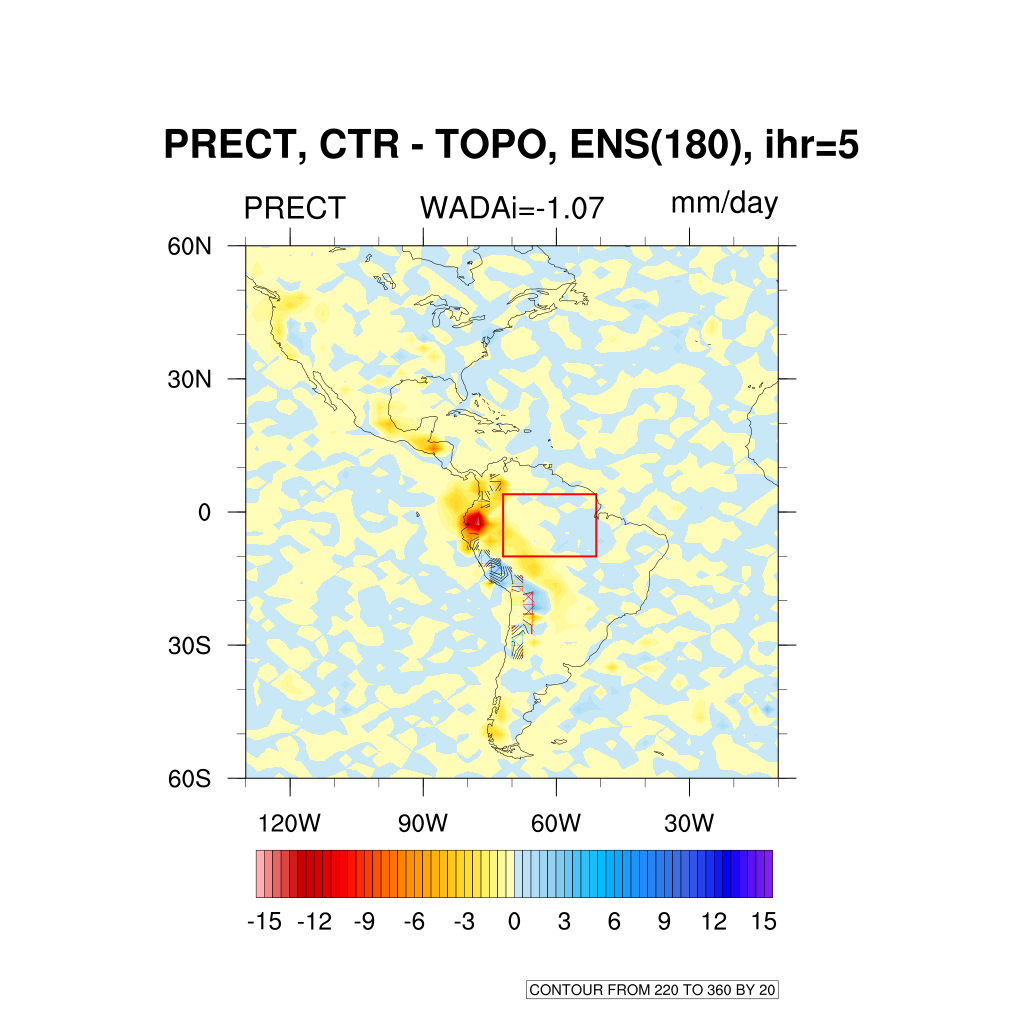 PRECT, CTR - TOPO, ENS(180), ihr=5
PRECT WADAi=-1.07 mm/day
60N
30N
0
30S
60S
120W 90W 60W 30W
-15 -12 -9 -6 -3 0 3 6 9 12 15
CONTOUR FROM 220 TO 360 BY 20